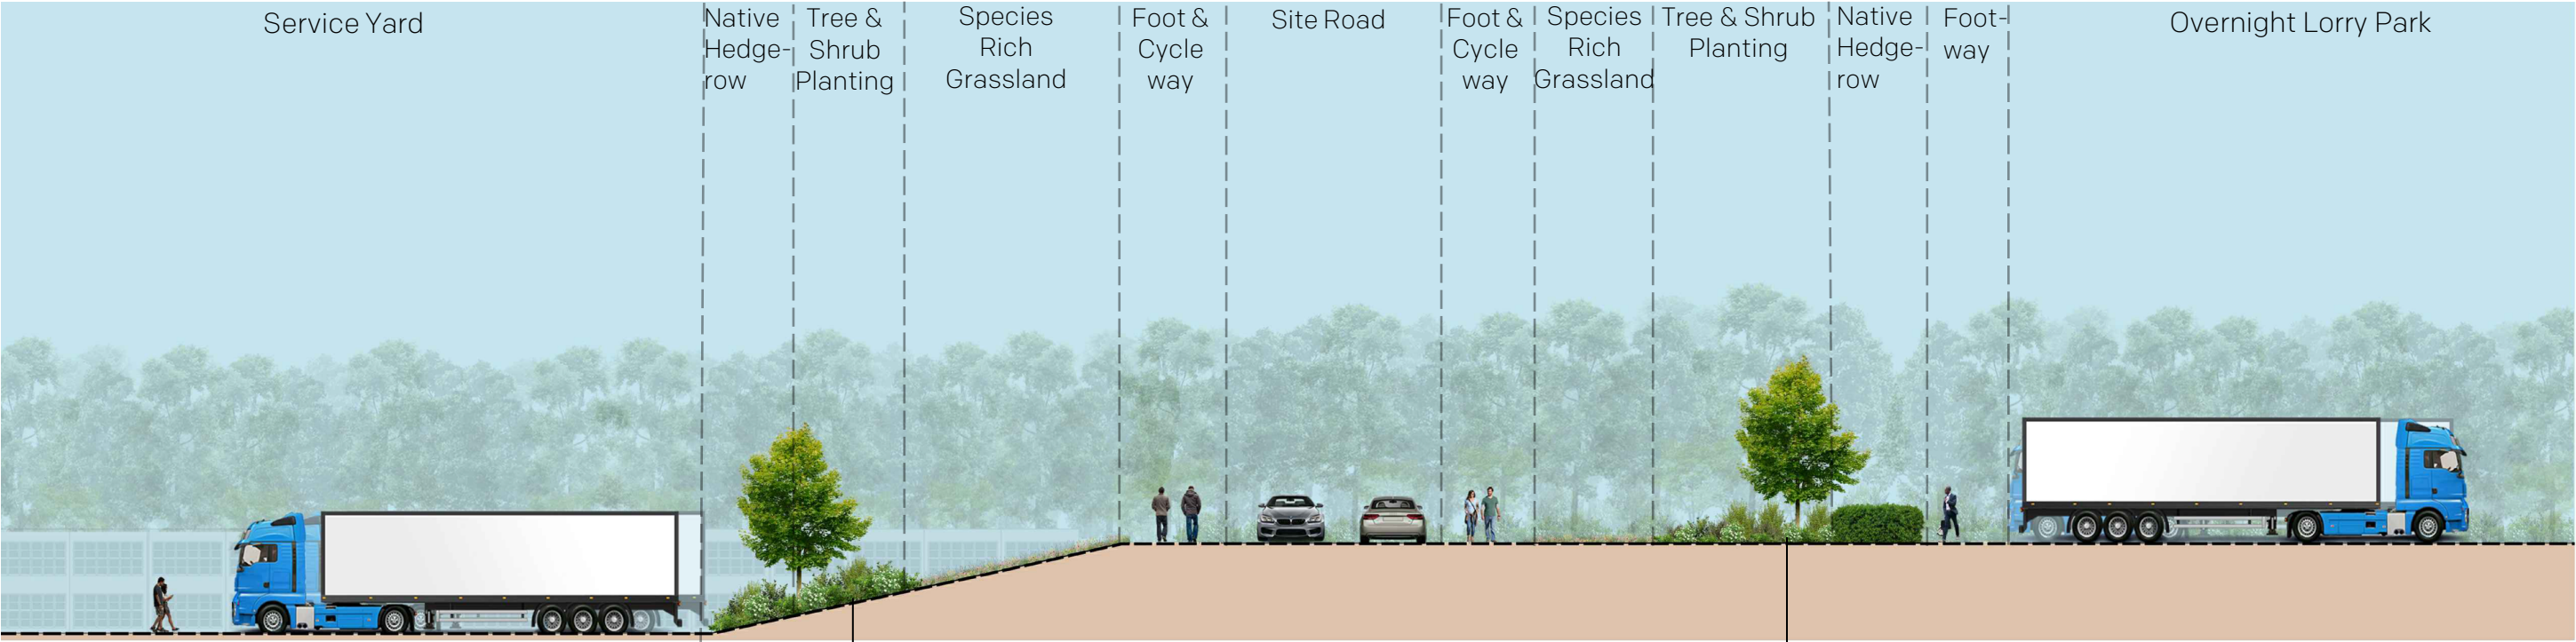 Service Yard
Native
Hedge-
row
Tree &
Shrub
Planting
Species
Rich
Grassland
Foot &
Cycle
way
Site Road
Foot &
Cycle
way
Species
Rich
Grassland
Tree & Shrub
Planting
Native
Hedge-
row
Foot-
way
Overnight Lorry Park